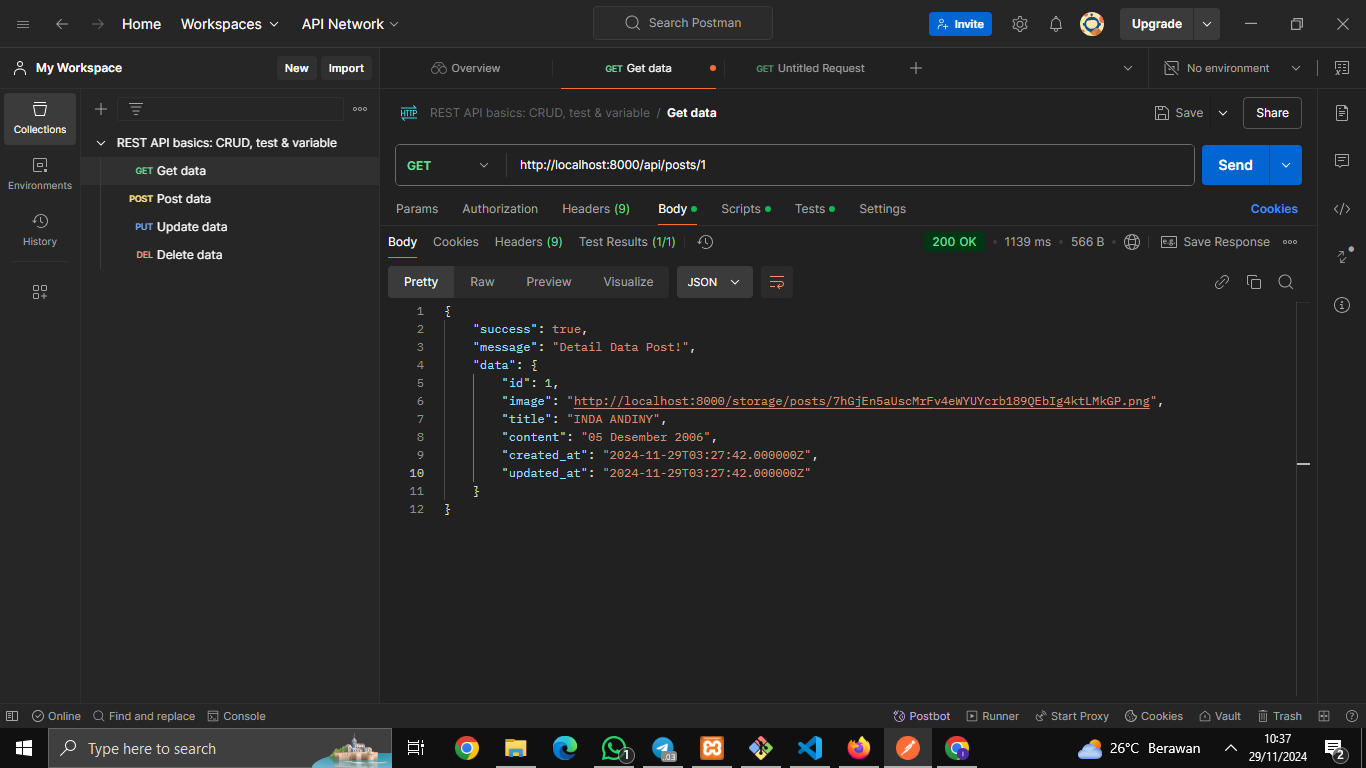 Home Workspaces API Network Search Postman Invite Upgrade
My Workspace New Import Overview GET Get data GET Untitled Request No environment
Collections
Environments
History
REST API basics: CRUD, test & variable
GET Get data
POST Post data
PUT Update data
DEL Delete data
HTTP REST API basics: CRUD, test & variable / Get data Save Share
GET http://localhost:8000/api/posts/1 Send
Params Authorization Headers (9) Body Scripts Tests Settings Cookies
Body Cookies Headers (9) Test Results (1/1) 200 OK 1139 ms 566 B e.g. Save Response
Pretty Raw Preview Visualize JSON
1 {
2 "success": true,
3 "message": "Detail Data Post!",
4 "data": {
5 "id": 1,
6 "image": "http://localhost:8000/storage/posts/7hGjEn5aUscMrFv4eWYUYcrb189QEbIg4ktLMkGP.png",
7 "title": "INDA ANDINY",
8 "content": "05 Desember 2006",
9 "created_at": "2024-11-29T03:27:42.000000Z",
10 "updated_at": "2024-11-29T03:27:42.000000Z"
11 }
12 }
Online Find and replace Console Postbot Runner Start Proxy Cookies Vault Trash
Type here to search 1 .03 26°C Berawan 10:37
29/11/2024 2